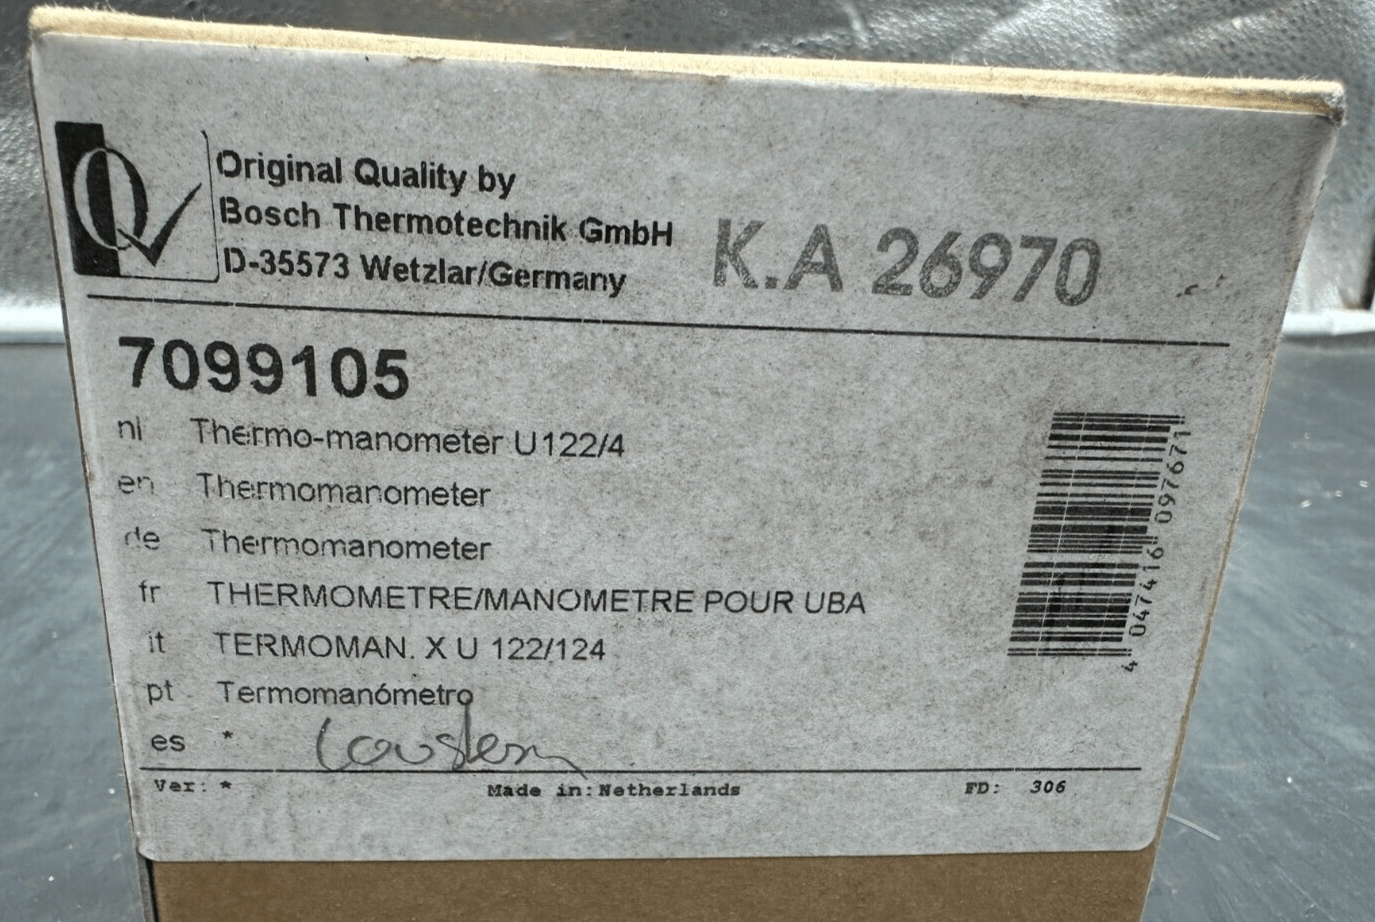 Original Quality by
Bosch Thermotechnik GmbH
D-35573 Wetzlar/Germany
K.A 26970
7099105
nl Thermo-manometer U122/4
en Thermomanometer
de Thermomanometer
fr THERMOMETRE/MANOMETRE POUR UBA
it TERMOMAN. X U 122/124
pt Termomanómetro
es *
4 047416 097671
Ver: * Made in: Netherlands FD: 306